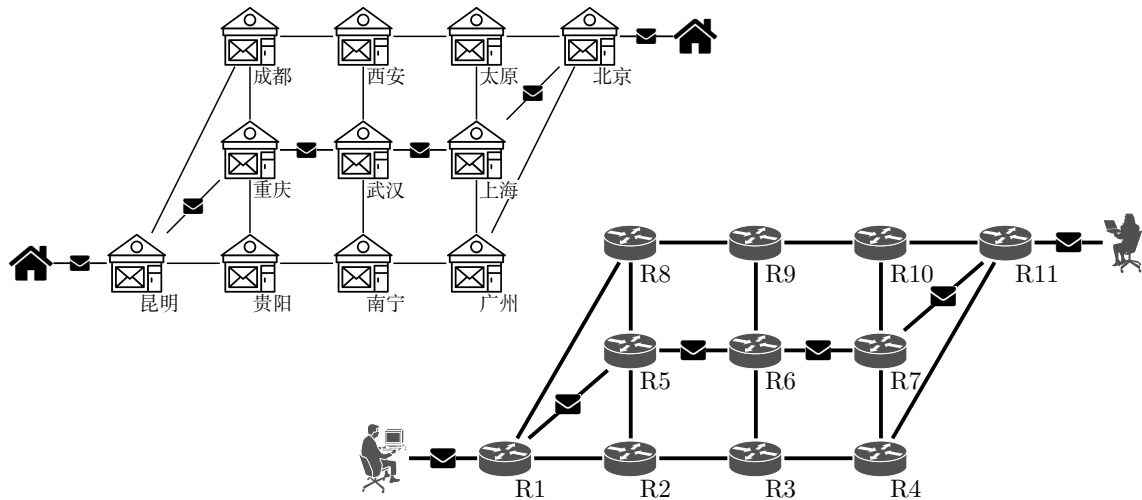 成都 西安 太原 北京
重庆 武汉 上海
昆明 贵阳 南宁 广州
R8 R9 R10 R11
R5 R6 R7
R1 R2 R3 R4